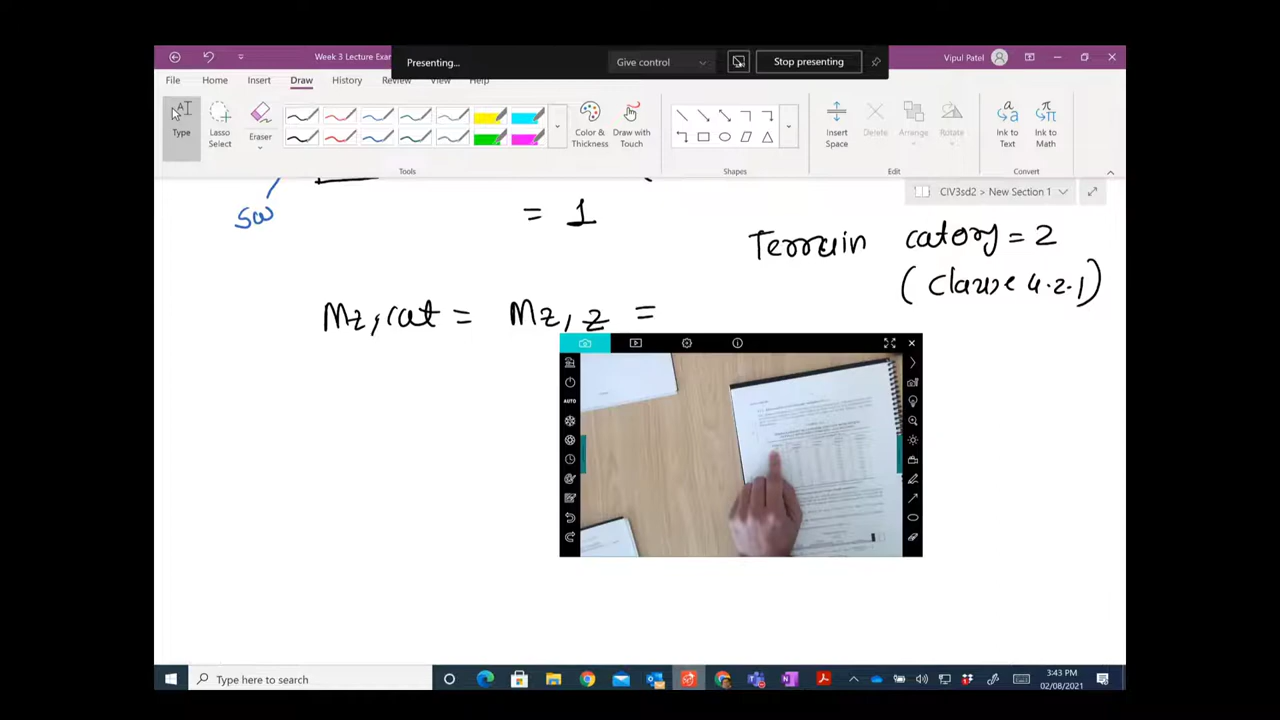 Week 3 Lecture Exam
Presenting...
Give control
Stop presenting
Vipul Patel
File
Home
Insert
Draw
History
Review
View
Help
Type
Lasso Select
Eraser
Color & Thickness
Draw with Touch
Insert Space
Delete
Arrange
Rotate
Ink to Text
Ink to Math
Tools
Shapes
Edit
Convert
CIV3sd2 > New Section 1
SW
= 1
Terrain catory = 2
(Clause 4.2.1)
Mz,cat = Mz,z =
AUTO
Type here to search
3:43 PM
02/08/2021